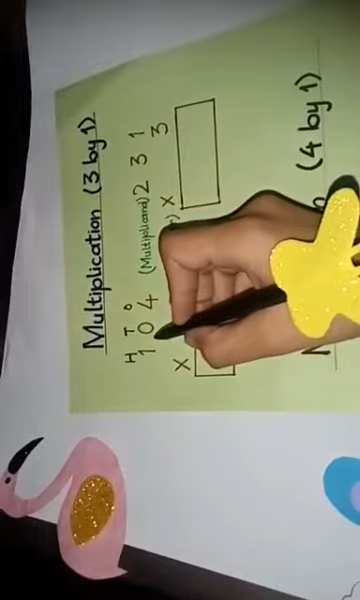 Multiplication (3 by 1)
H T O
1 0 4 (Multiplicand) 2 3 1
× × 3
(4 by 1)